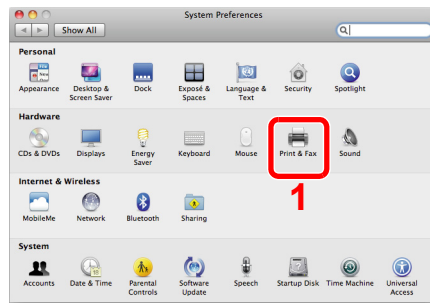 System Preferences
Show All
Personal
Appearance
Desktop &
Screen Saver
Dock
Exposé &
Spaces
Language &
Text
Security
Spotlight
Hardware
CDs & DVDs
Displays
Energy
Saver
Keyboard
Mouse
Print & Fax
Sound
1
Internet & Wireless
MobileMe
Network
Bluetooth
Sharing
System
Accounts
Date & Time
Parental
Controls
Software
Update
Speech
Startup Disk
Time Machine
Universal
Access